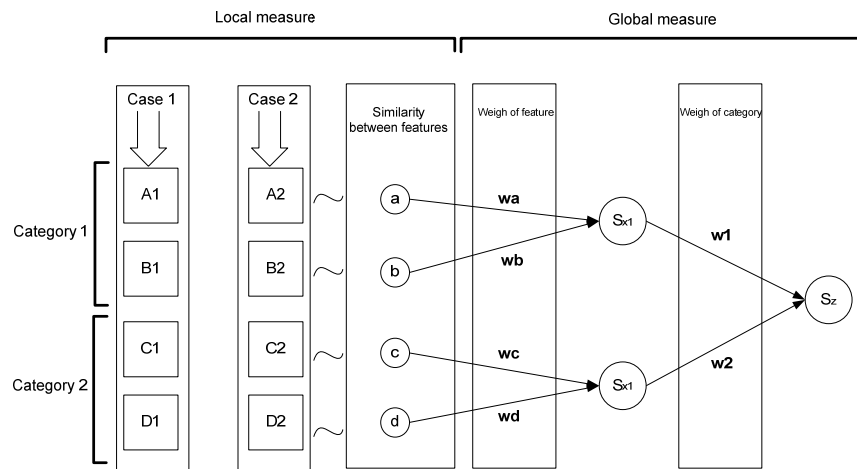 Local measure
Global measure
Case 1
Case 2
Similarity
between features
Weigh of feature
Weigh of category
Category 1
A1
A2
a
wa
Sx1
B1
B2
b
wb
w1
Sz
Category 2
C1
C2
c
wc
Sx1
w2
D1
D2
d
wd